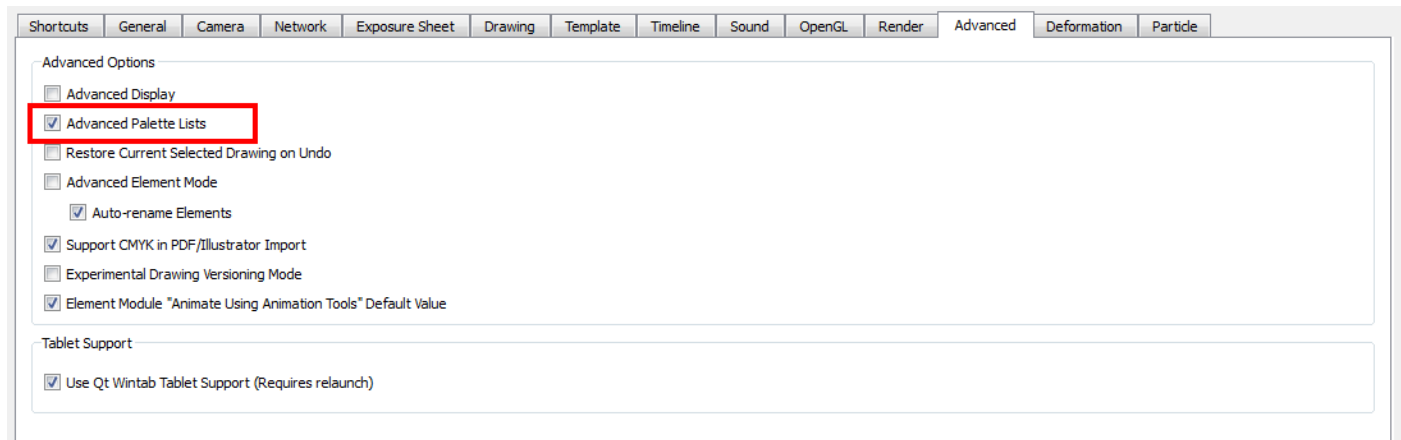 Shortcuts General Camera Network Exposure Sheet Drawing Template Timeline Sound OpenGL Render Advanced Deformation Particle
Advanced Options
Advanced Display
Advanced Palette Lists
Restore Current Selected Drawing on Undo
Advanced Element Mode
Auto-rename Elements
Support CMYK in PDF/Illustrator Import
Experimental Drawing Versioning Mode
Element Module "Animate Using Animation Tools" Default Value
Tablet Support
Use Qt Wintab Tablet Support (Requires relaunch)